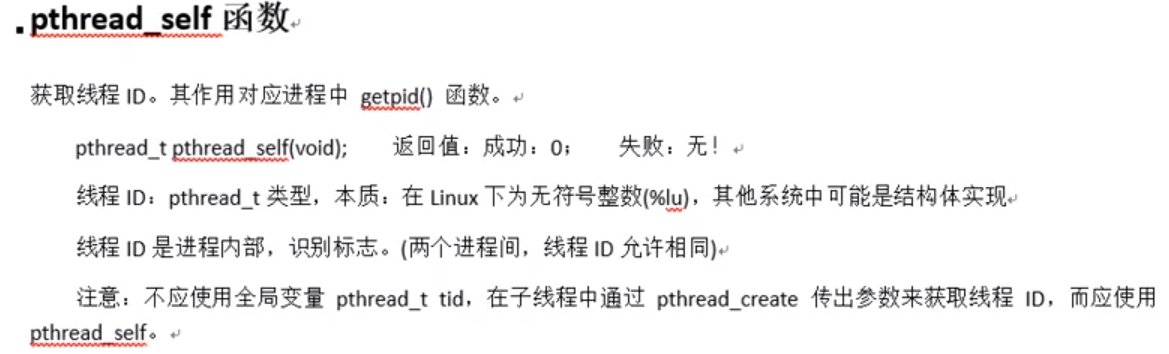 pthread_self 函数
获取线程 ID。其作用对应进程中 getpid() 函数。
pthread_t pthread_self(void); 返回值：成功：0； 失败：无！
线程 ID：pthread_t 类型，本质：在 Linux 下为无符号整数(%lu)，其他系统中可能是结构体实现
线程 ID 是进程内部，识别标志。(两个进程间，线程 ID 允许相同)
注意：不应使用全局变量 pthread_t tid，在子线程中通过 pthread_create 传出参数来获取线程 ID，而应使用
pthread_self。